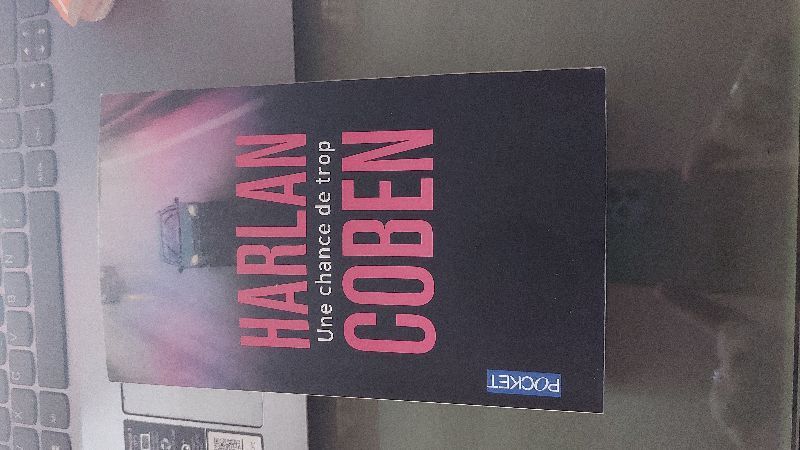 HARLAN
Une chance de trop
COBEN
POCKET